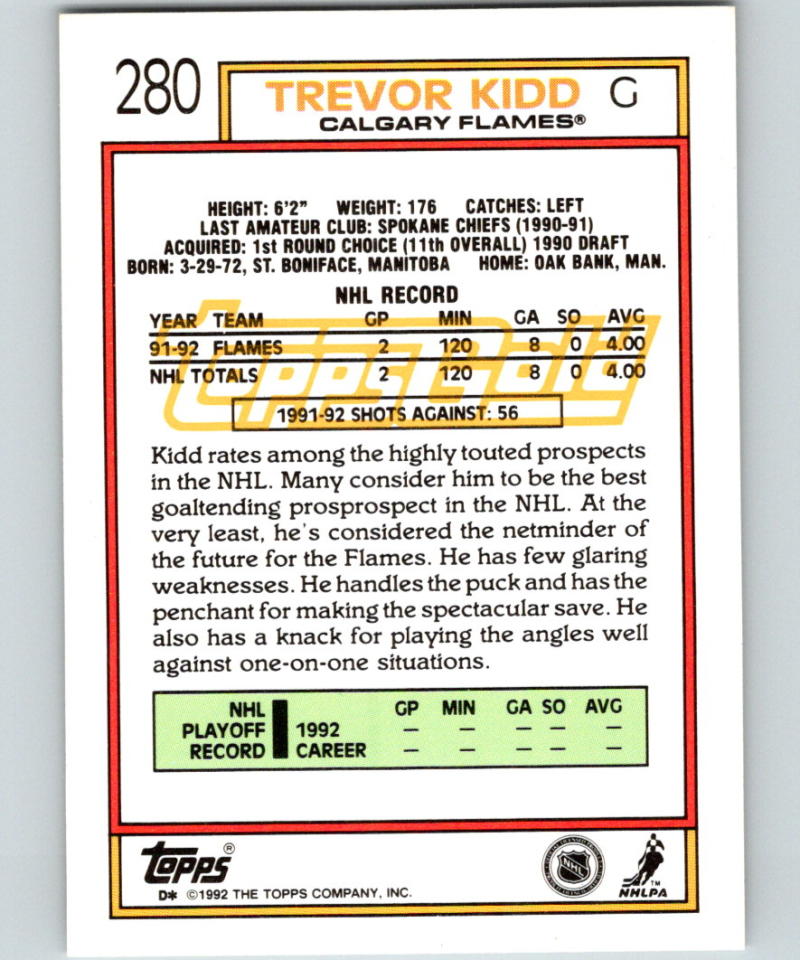 280
TREVOR KIDD G
CALGARY FLAMES®
HEIGHT: 6'2" WEIGHT: 176 CATCHES: LEFT
LAST AMATEUR CLUB: SPOKANE CHIEFS (1990-91)
ACQUIRED: 1st ROUND CHOICE (11th OVERALL) 1990 DRAFT
BORN: 3-29-72, ST. BONIFACE, MANITOBA HOME: OAK BANK, MAN.
NHL RECORD
YEAR TEAM GP MIN GA SO AVG
91-92 FLAMES 2 120 8 0 4.00
NHL TOTALS 2 120 8 0 4.00
Topps Gold
1991-92 SHOTS AGAINST: 56
Kidd rates among the highly touted prospects
in the NHL. Many consider him to be the best
goaltending prosprospect in the NHL. At the
very least, he's considered the netminder of
the future for the Flames. He has few glaring
weaknesses. He handles the puck and has the
penchant for making the spectacular save. He
also has a knack for playing the angles well
against one-on-one situations.
NHL GP MIN GA SO AVG
PLAYOFF 1992 — — — — —
RECORD CAREER — — — — —
Topps®
D* ©1992 THE TOPPS COMPANY, INC.
NHL
TM
NHLPA